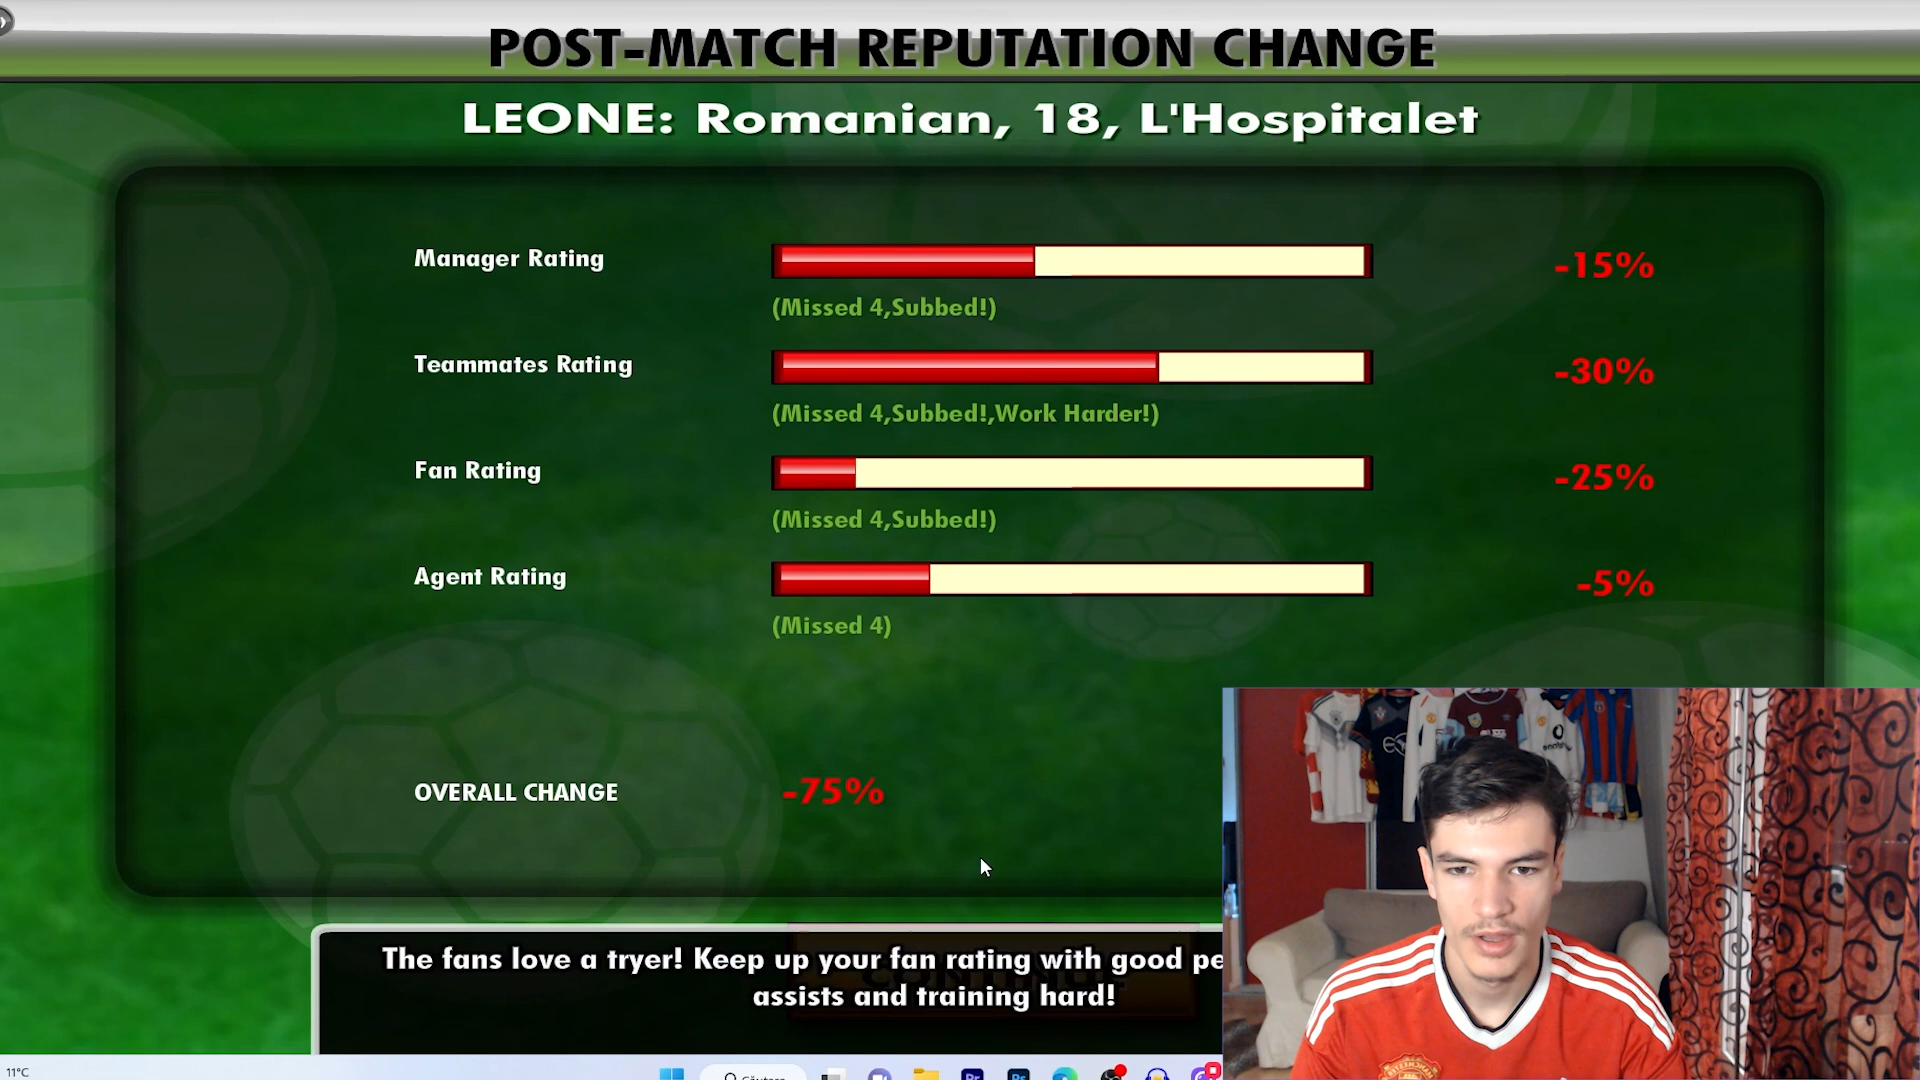 POST-MATCH REPUTATION CHANGE
LEONE: Romanian, 18, L'Hospitalet
Manager Rating
-15%
(Missed 4,Subbed!)
Teammates Rating
-30%
(Missed 4,Subbed!,Work Harder!)
Fan Rating
-25%
(Missed 4,Subbed!)
Agent Rating
-5%
(Missed 4)
OVERALL CHANGE
-75%
The fans love a tryer! Keep up your fan rating with good pe
assists and training hard!
11°C
Pr
Ps